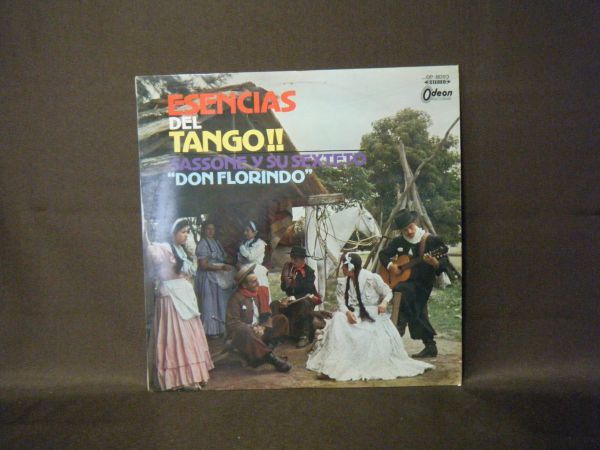 ESENCIAS
DEL
TANGO!!
SASSONE Y SU SEXTETO
"DON FLORINDO"
STEREO
Odeon